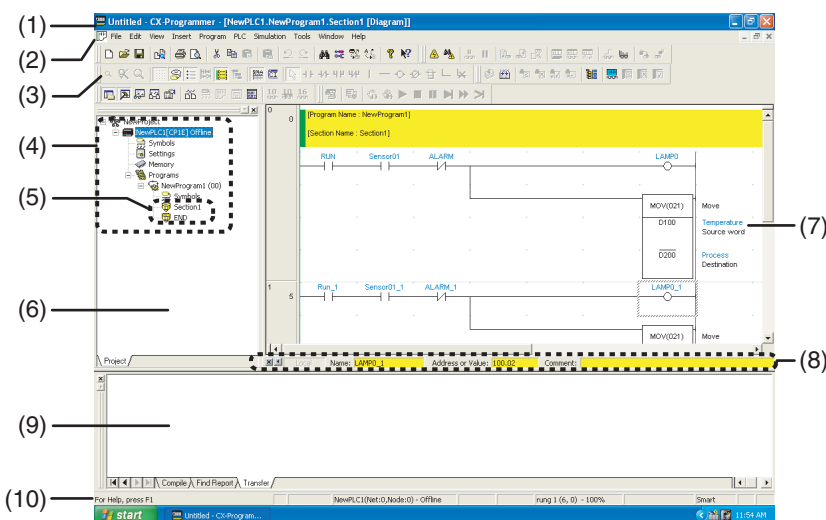 (1)
Untitled - CX-Programmer - [NewPLC1.NewProgram1.Section1 [Diagram]]
(2)
File Edit View Insert Program PLC Simulation Tools Window Help
(3)
10 10 16
(4)
NewProject
NewPLC1[CP1E] Offline
Symbols
Settings
Memory
Programs
NewProgram1 (00)
Symbols
(5)
Section1
END
(6)
Project
0 0
[Program Name : NewProgram1]
[Section Name : Section1]
RUN Sensor01 ALARM LAMP0
MOV(021) Move
D100 Temperature
Source word
(7)
D200 Process
Destination
1 5
Run_1 Sensor01_1 ALARM_1 LAMP0_1
MOV(021) Move
Local Name: LAMP0_1 Address or Value: 100.02 Comment:
(8)
(9)
Compile Find Report Transfer
(10)
For Help, press F1 NewPLC1(Net:0,Node:0) - Offline rung 1 (6, 0) - 100% Smart
start Untitled - CX-Program... 11:54 AM